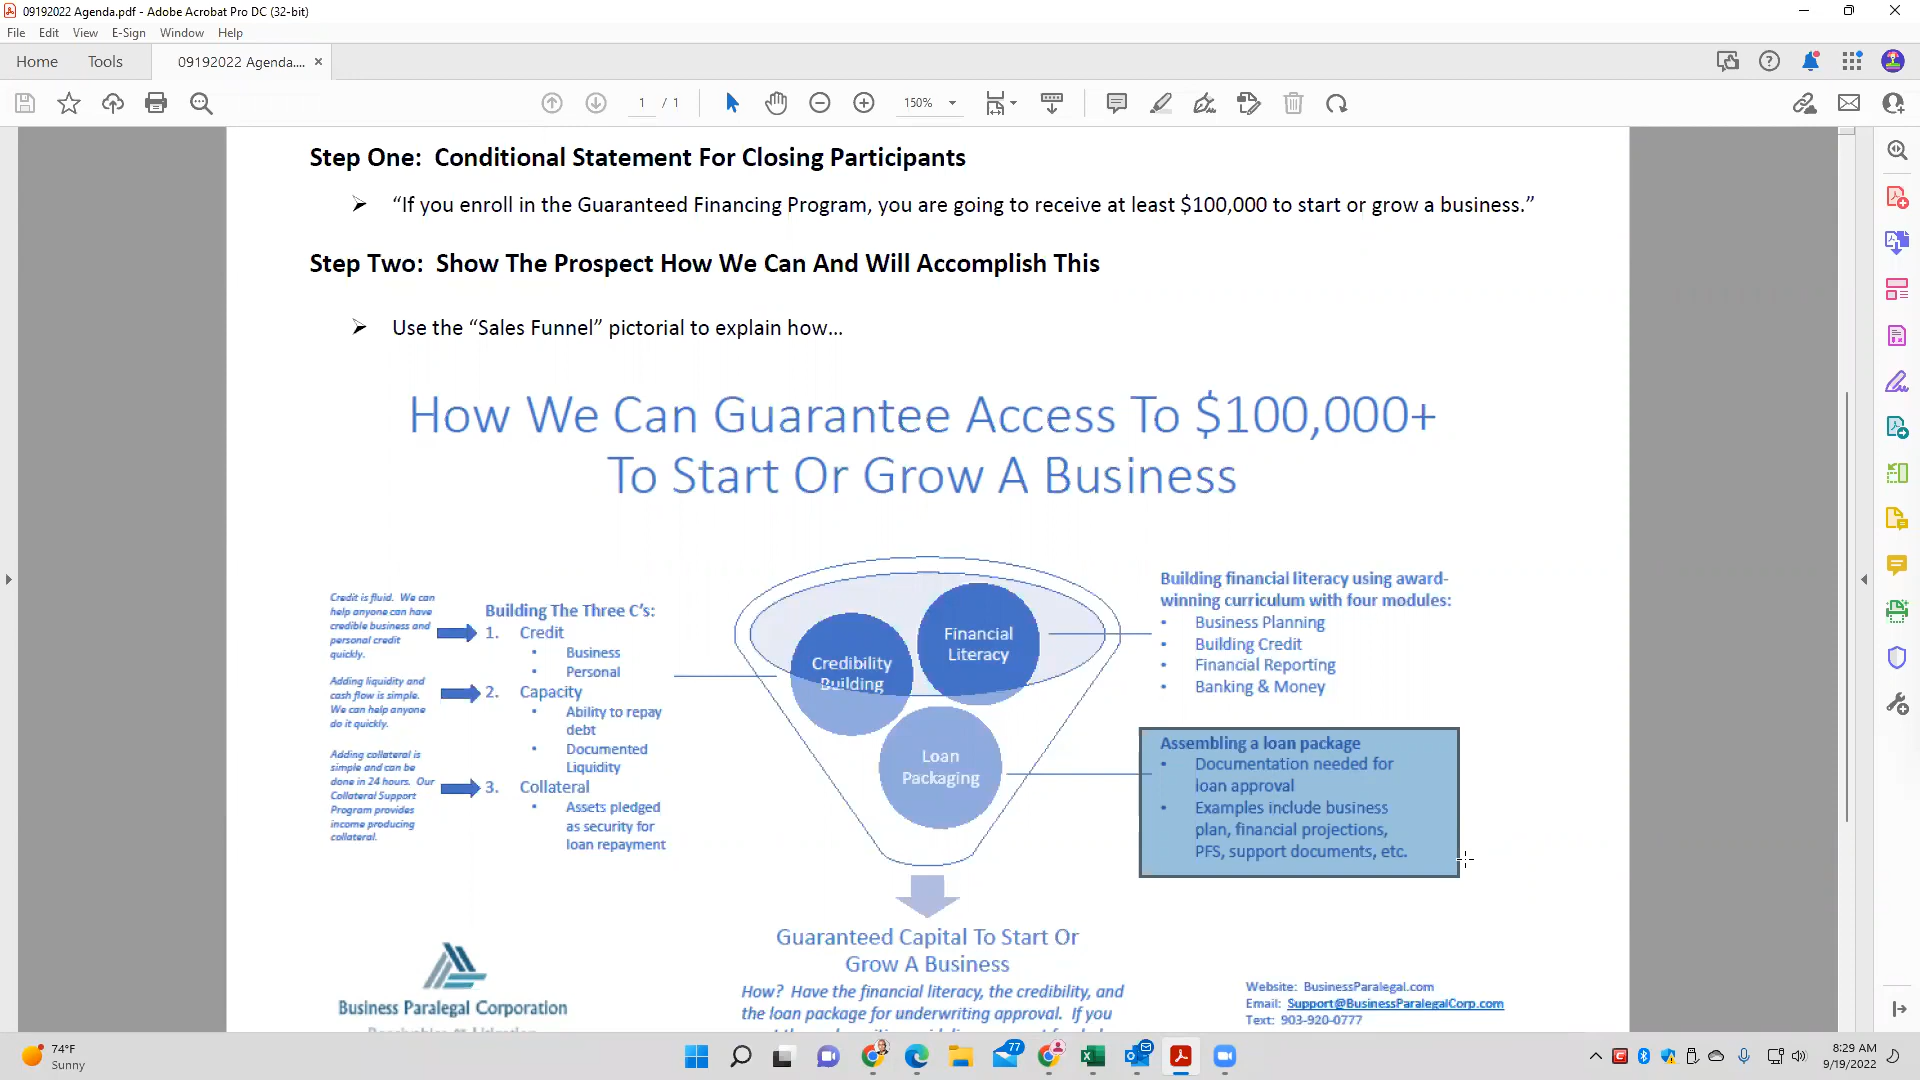 09192022 Agenda.pdf - Adobe Acrobat Pro DC (32-bit)
File Edit View E-Sign Window Help
Home Tools 09192022 Agenda.... ×
1 / 1 150%
Step One: Conditional Statement For Closing Participants
➢ “If you enroll in the Guaranteed Financing Program, you are going to receive at least $100,000 to start or grow a business.”
Step Two: Show The Prospect How We Can And Will Accomplish This
➢ Use the “Sales Funnel” pictorial to explain how...
How We Can Guarantee Access To $100,000+
To Start Or Grow A Business
Credit is fluid. We can
help anyone can have
credible business and
personal credit
quickly.
Adding liquidity and
cash flow is simple.
We can help anyone
do it quickly.
Adding collateral is
simple and can be
done in 24 hours. Our
Collateral Support
Program provides
income producing
collateral.
Building The Three C's:
1. Credit
• Business
• Personal
2. Capacity
• Ability to repay
debt
• Documented
Liquidity
3. Collateral
• Assets pledged
as security for
loan repayment
Credibility
Building
Financial
Literacy
Loan
Packaging
Building financial literacy using award-
winning curriculum with four modules:
• Business Planning
• Building Credit
• Financial Reporting
• Banking & Money
Assembling a loan package
• Documentation needed for
loan approval
• Examples include business
plan, financial projections,
PFS, support documents, etc.
Guaranteed Capital To Start Or
Grow A Business
How? Have the financial literacy, the credibility, and
the loan package for underwriting approval. If you
Business Paralegal Corporation
Website: BusinessParalegal.com
Email: Support@BusinessParalegalCorp.com
Text: 903-920-0777
74°F
Sunny
77
8:29 AM
9/19/2022